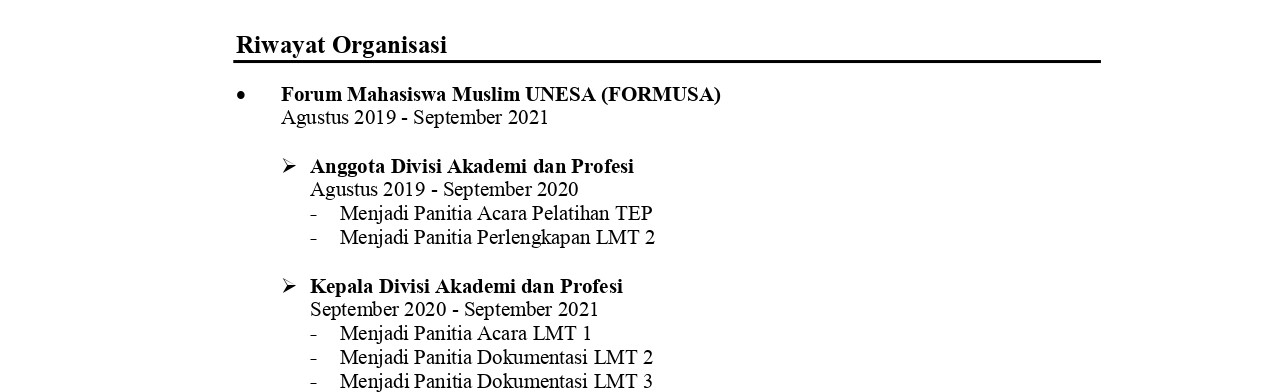 Riwayat Organisasi
• Forum Mahasiswa Muslim UNESA (FORMUSA)
Agustus 2019 - September 2021
➢ Anggota Divisi Akademi dan Profesi
Agustus 2019 - September 2020
- Menjadi Panitia Acara Pelatihan TEP
- Menjadi Panitia Perlengkapan LMT 2
➢ Kepala Divisi Akademi dan Profesi
September 2020 - September 2021
- Menjadi Panitia Acara LMT 1
- Menjadi Panitia Dokumentasi LMT 2
- Menjadi Panitia Dokumentasi LMT 3